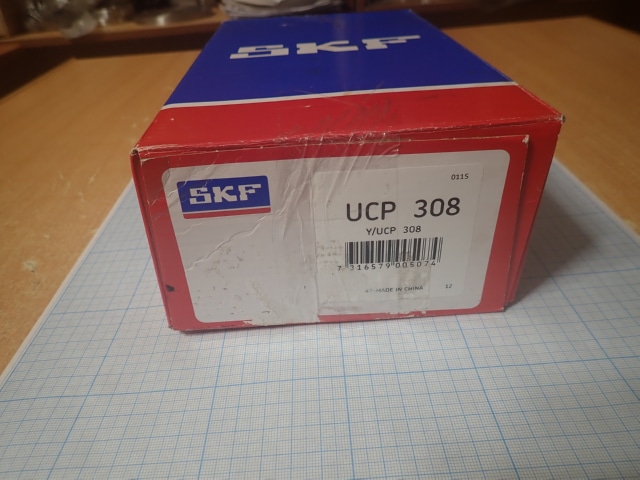 SKF
SKF
0115
UCP 308
Y/UCP 308
7 316579 005074
MADE IN CHINA
12